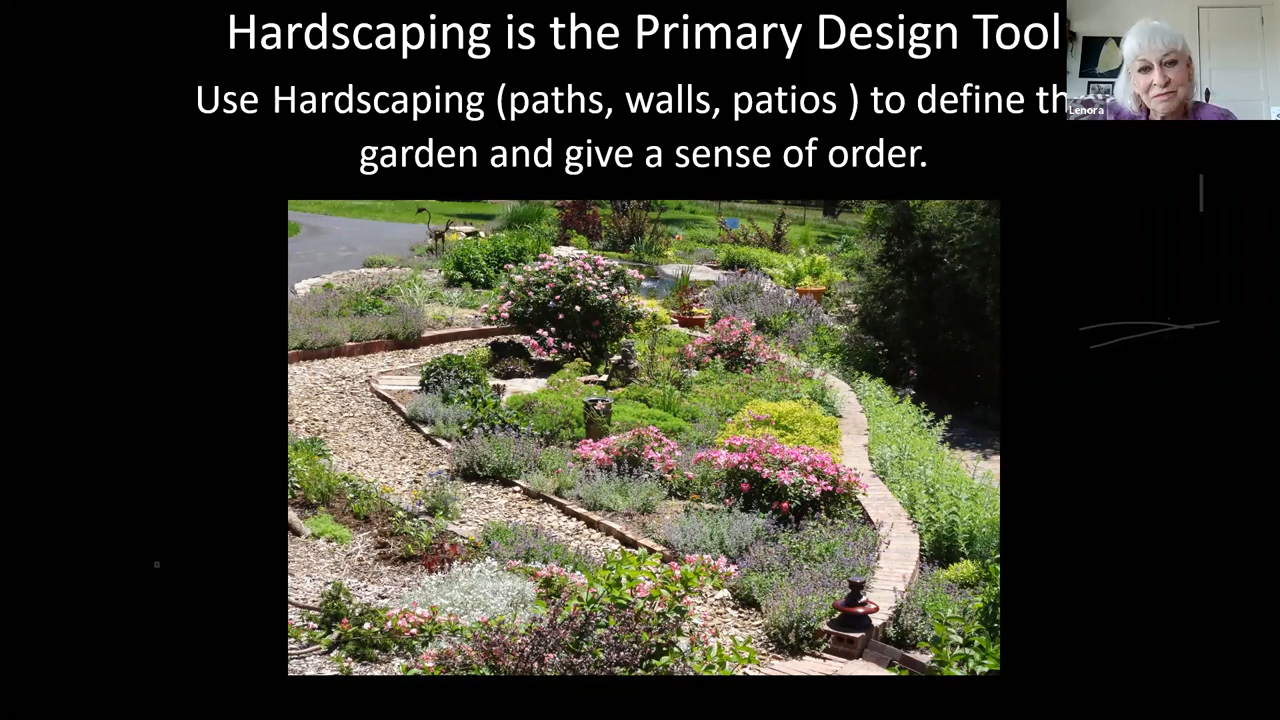 Hardscaping is the Primary Design Tool
Use Hardscaping (paths, walls, patios ) to define th
garden and give a sense of order.
Lenora